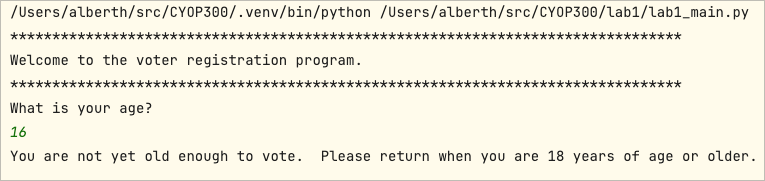 /Users/alberth/src/CYOP300/.venv/bin/python /Users/alberth/src/CYOP300/lab1/lab1_main.py
********************************************************************************
Welcome to the voter registration program.
********************************************************************************
What is your age?
16
You are not yet old enough to vote.  Please return when you are 18 years of age or older.